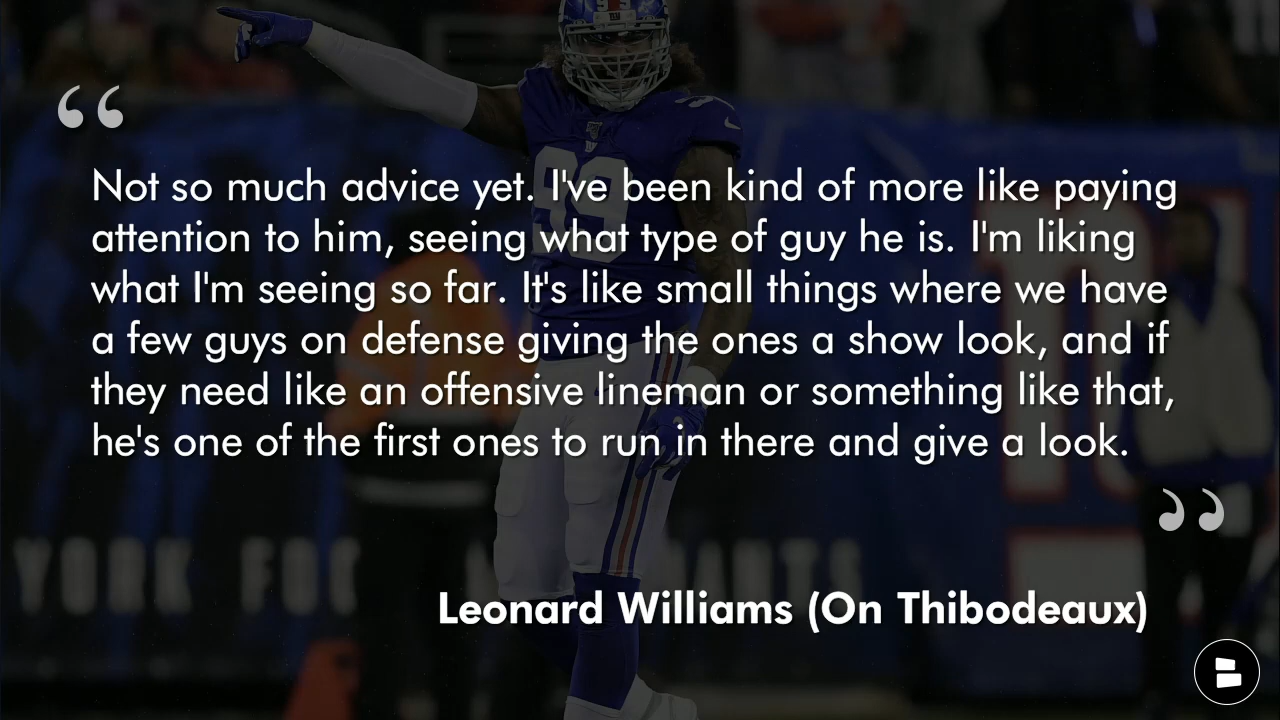 “
Not so much advice yet. I've been kind of more like paying
attention to him, seeing what type of guy he is. I'm liking
what I'm seeing so far. It's like small things where we have
a few guys on defense giving the ones a show look, and if
they need like an offensive lineman or something like that,
he's one of the first ones to run in there and give a look.
”
Leonard Williams (On Thibodeaux)
99
YORK FOO